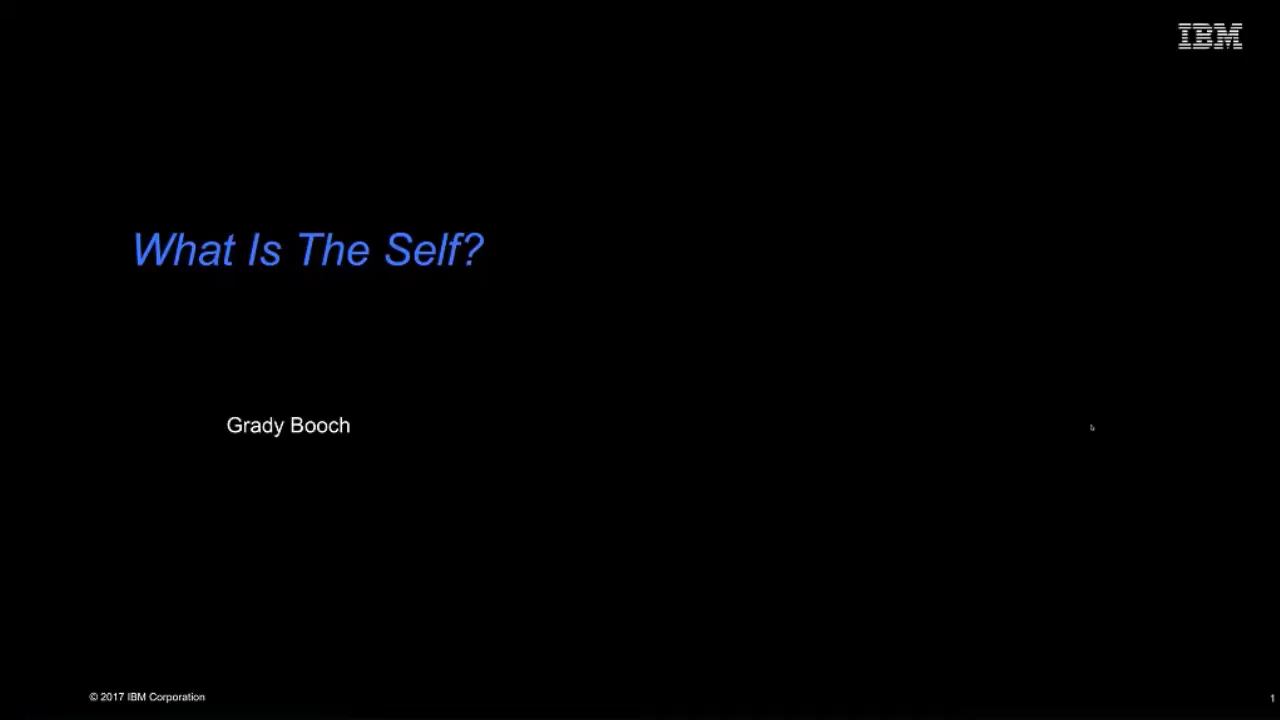 IBM
What Is The Self?
Grady Booch
© 2017 IBM Corporation
1